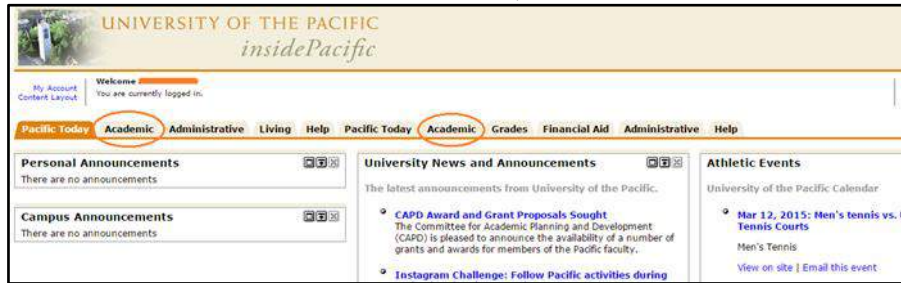 UNIVERSITY OF THE PACIFIC
insidePacific
My Account
Content Layout
Welcome
You are currently logged in.
Pacific Today Academic Administrative Living Help Pacific Today Academic Grades Financial Aid Administrative Help
Personal Announcements
There are no announcements
Campus Announcements
There are no announcements
University News and Announcements
The latest announcements from University of the Pacific.
CAPD Award and Grant Proposals Sought
The Committee for Academic Planning and Development
(CAPD) is pleased to announce the availability of a number of
grants and awards for members of the Pacific faculty.
Instagram Challenge: Follow Pacific activities during
Athletic Events
University of the Pacific Calendar
Mar 12, 2015: Men's tennis vs.
Tennis Courts
Men's Tennis
View on site | Email this event